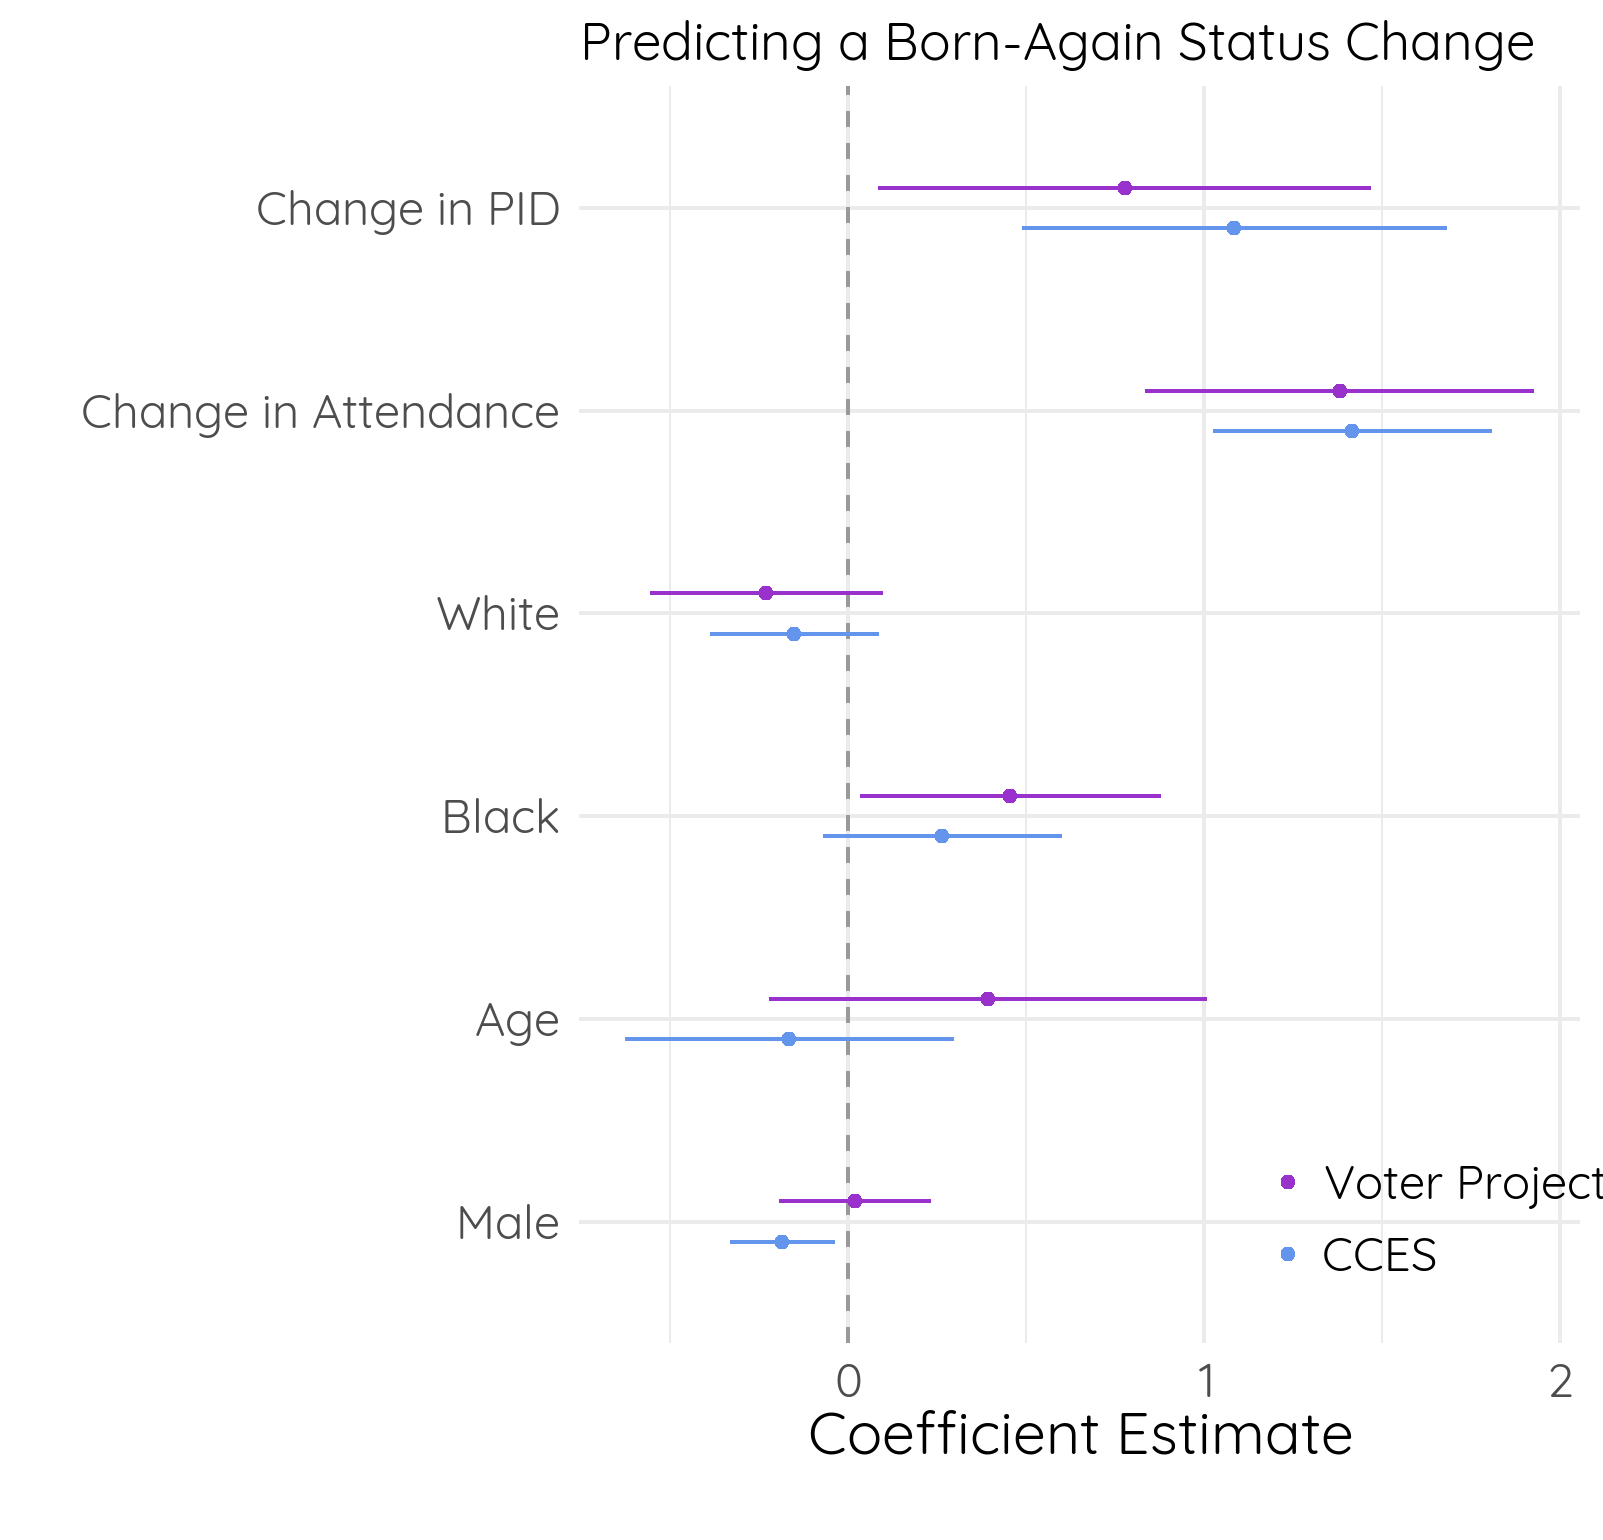 Predicting a Born-Again Status Change
Change in PID
Change in Attendance
White
Black
Age
Male
Voter Project
CCES
0 1 2
Coefficient Estimate